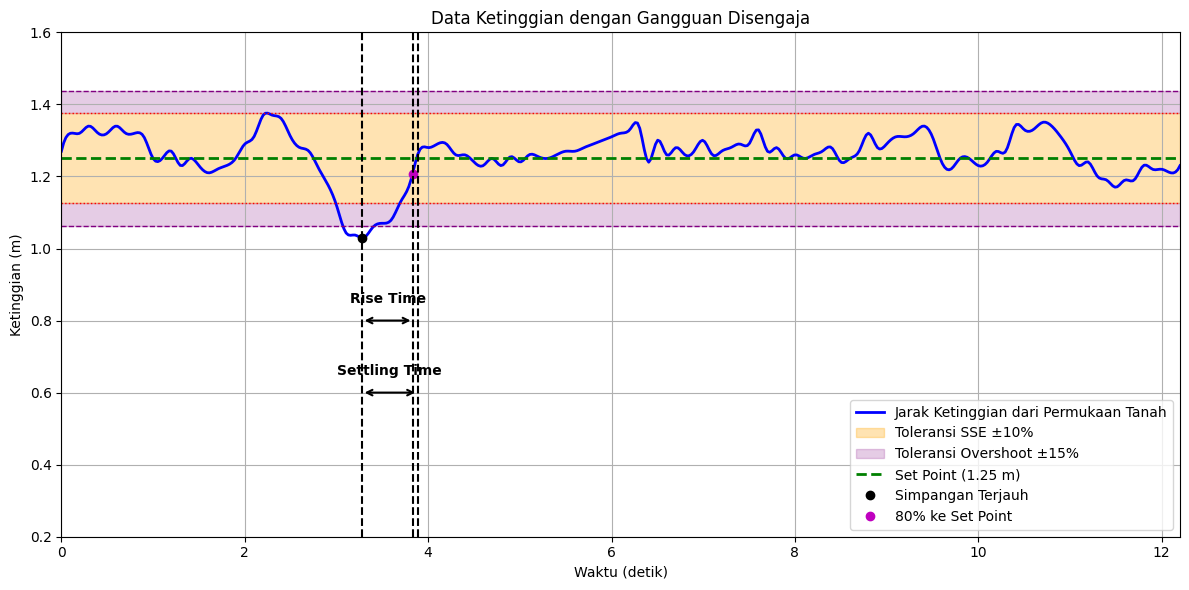 Data Ketinggian dengan Gangguan Disengaja
Ketinggian (m)
1.6
1.4
1.2
1.0
0.8
0.6
0.4
0.2
Rise Time
Settling Time
Jarak Ketinggian dari Permukaan Tanah
Toleransi SSE ±10%
Toleransi Overshoot ±15%
Set Point (1.25 m)
Simpangan Terjauh
80% ke Set Point
0 2 4 6 8 10 12
Waktu (detik)